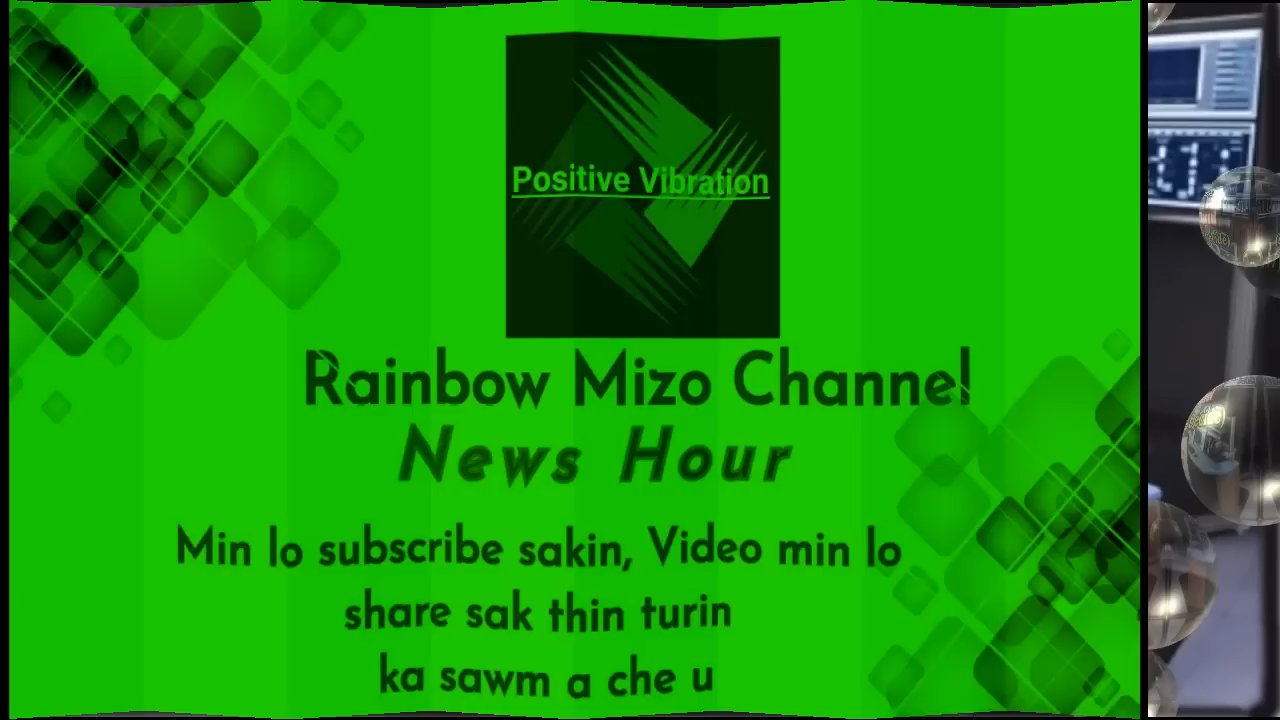 Positive Vibration
Rainbow Mizo Channel
News Hour
Min lo subscribe sakin, Video min lo
share sak thin turin
ka sawm a che u